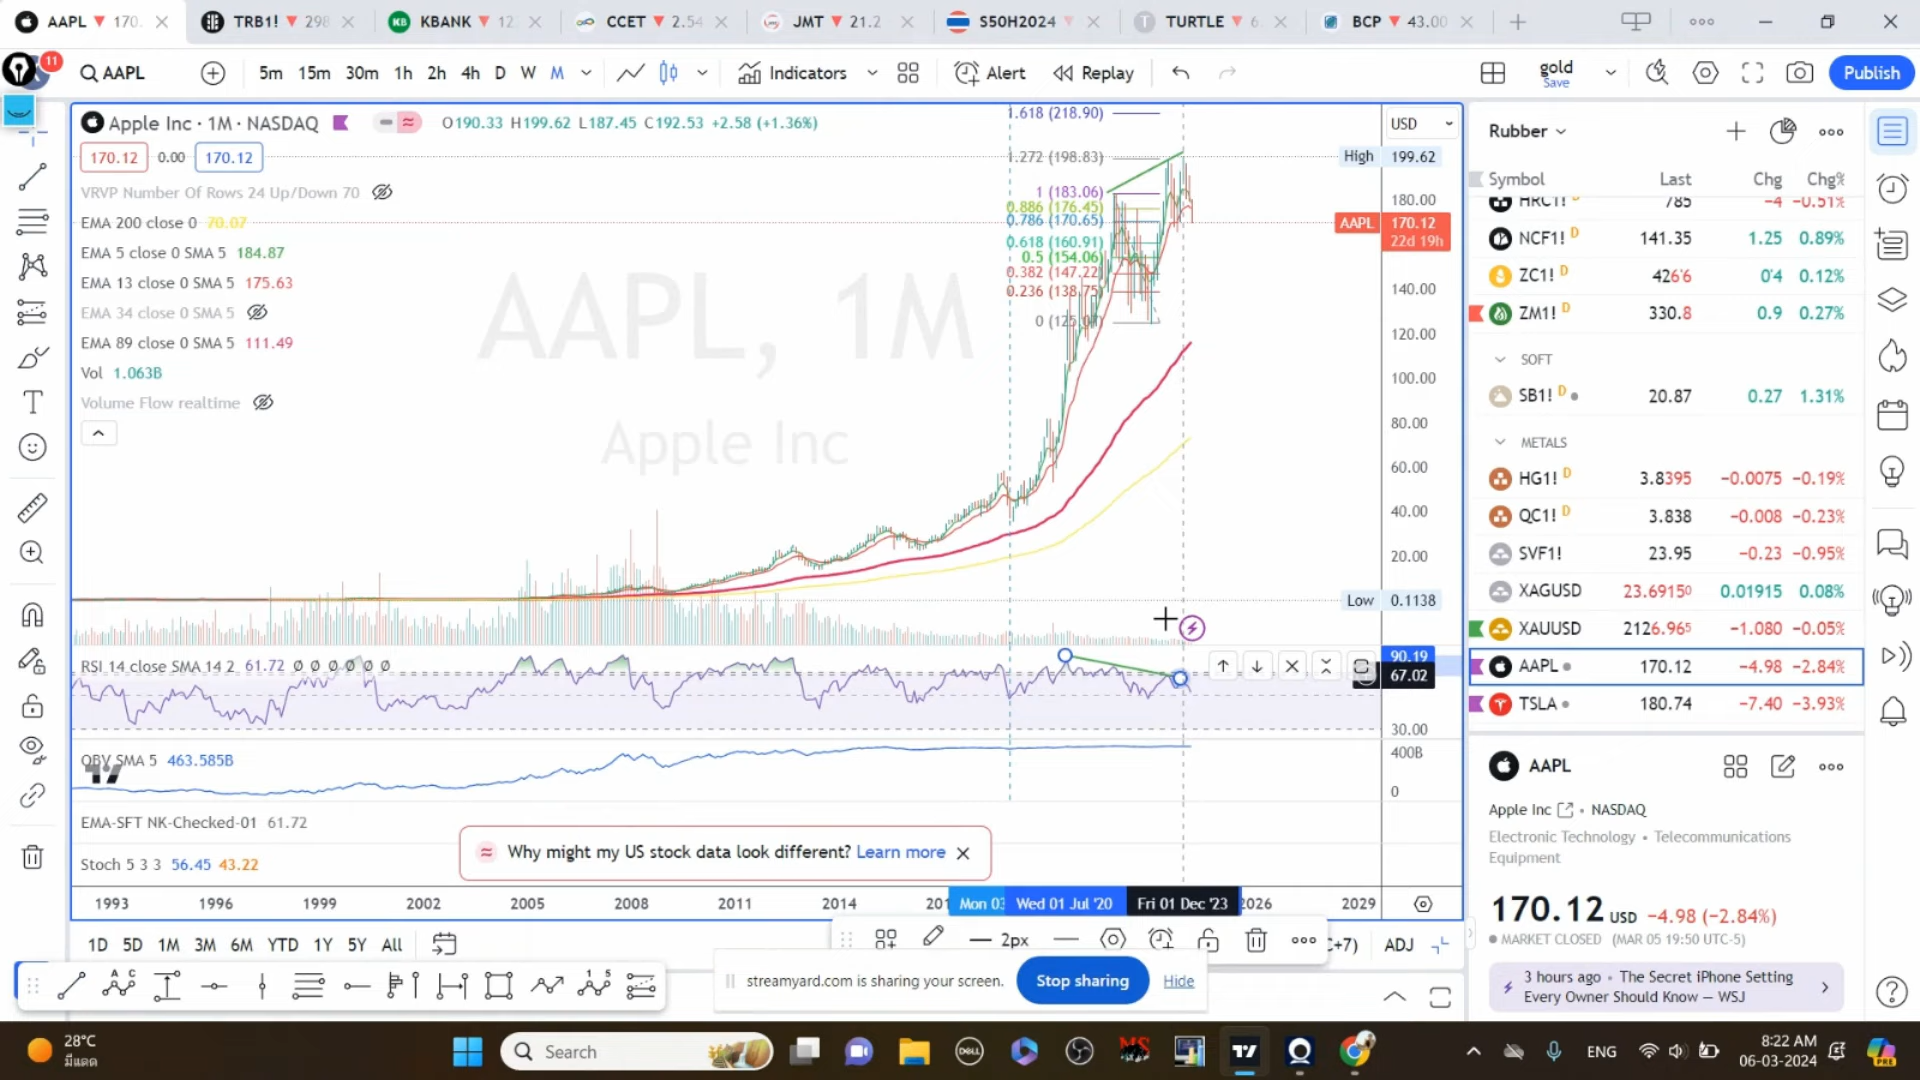 AAPL ▼ 170. TRB1! ▼ 298 KBANK ▼ 12 CCET ▼ 2.54 JMT ▼ 21.2 S50H2024 ▼ T TURTLE ▼ 6. BCP ▼ 43.00
11
AAPL 5m 15m 30m 1h 2h 4h D W M Indicators Alert Replay gold Save Publish
Apple Inc · 1M · NASDAQ O190.33 H199.62 L187.45 C192.53 +2.58 (+1.36%)
170.12 0.00 170.12
VRVP Number Of Rows 24 Up/Down 70
EMA 200 close 0 70.07
EMA 5 close 0 SMA 5 184.87
EMA 13 close 0 SMA 5 175.63
EMA 34 close 0 SMA 5
EMA 89 close 0 SMA 5 111.49
Vol 1.063B
Volume Flow realtime
AAPL, 1M
Apple Inc
1.618 (218.90)
1.272 (198.83)
1 (183.06)
0.886 (176.45)
0.786 (170.65)
0.618 (160.91)
0.5 (154.06)
0.382 (147.22)
0.236 (138.75)
USD
High 199.62
180.00
AAPL 170.12
22d 19h
140.00
120.00
100.00
80.00
60.00
40.00
20.00
Low 0.1138
RSI 14 close SMA 14 2 61.72 Ø Ø Ø Ø Ø Ø
90.19
67.02
30.00
OBV SMA 5 463.585B
400B
0
EMA-SFT NK-Checked-01 61.72
Stoch 5 3 3 56.45 43.22
Why might my US stock data look different? Learn more
1993 1996 1999 2002 2005 2008 2011 2014 Wed 01 Jul '20 Fri 01 Dec '23 2026 2029
1D 5D 1M 3M 6M YTD 1Y 5Y All
2px
ADJ
streamyard.com is sharing your screen. Stop sharing Hide
Rubber
Symbol Last Chg Chg%
HRC1! D 785 −4 −0.51%
NCF1! D 141.35 1.25 0.89%
ZC1! D 426'6 0'4 0.12%
ZM1! D 330.8 0.9 0.27%
SOFT
SB1! D 20.87 0.27 1.31%
METALS
HG1! D 3.8395 −0.0075 −0.19%
QC1! D 3.838 −0.008 −0.23%
SVF1! 23.95 −0.23 −0.95%
XAGUSD 23.6915⁰ 0.01915 0.08%
XAUUSD 2126.96⁵ −1.080 −0.05%
AAPL 170.12 −4.98 −2.84%
TSLA 180.74 −7.40 −3.93%
AAPL
Apple Inc • NASDAQ
Electronic Technology • Telecommunications
Equipment
170.12 USD −4.98 (−2.84%)
MARKET CLOSED (MAR 05 19:50 UTC-5)
3 hours ago • The Secret iPhone Setting
Every Owner Should Know — WSJ
28°C
มีแดด
Search
DELL
ENG
8:22 AM
06-03-2024
PRE